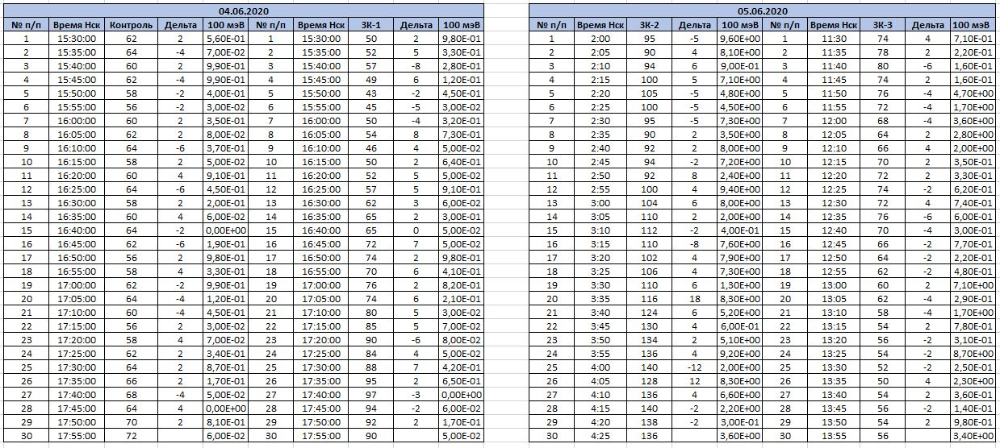 04.06.2020 05.06.2020
№ п/п Время Нск Контроль Дельта 100 мэВ № п/п Время Нск ЗК-1 Дельта 100 мэВ № п/п Время Нск ЗК-2 Дельта 100 мэВ № п/п Время Нск ЗК-3 Дельта 100 мэВ
1 15:30:00 62 2 5,60E-01 1 15:30:00 50 2 9,80E-01 1 2:00 95 -5 9,60E+00 1 11:30 74 4 7,10E-01
2 15:35:00 64 -4 7,00E-02 2 15:35:00 52 5 3,30E-01 2 2:05 90 4 8,10E+00 2 11:35 78 2 2,20E-01
3 15:40:00 60 2 9,90E-01 3 15:40:00 57 -8 2,80E-01 3 2:10 94 6 9,00E-01 3 11:40 80 -6 1,60E-01
4 15:45:00 62 -4 9,90E-01 4 15:45:00 49 6 1,20E-01 4 2:15 100 5 7,10E+00 4 11:45 74 2 1,60E-01
5 15:50:00 58 -2 4,00E-01 5 15:50:00 43 -2 4,50E-01 5 2:20 105 -5 4,80E+00 5 11:50 76 -4 4,70E+00
6 15:55:00 56 -2 3,00E-02 6 15:55:00 45 -5 3,00E-02 6 2:25 100 -5 4,50E+00 6 11:55 72 -4 1,70E+00
7 16:00:00 60 2 3,50E-01 7 16:00:00 50 -4 3,20E-01 7 2:30 95 -5 7,30E+00 7 12:00 68 -4 3,60E+00
8 16:05:00 62 2 8,00E-02 8 16:05:00 54 8 7,30E-01 8 2:35 90 2 3,50E+00 8 12:05 64 2 2,80E+00
9 16:10:00 64 -6 3,70E-01 9 16:10:00 46 4 5,00E-02 9 2:40 92 2 8,00E+00 9 12:10 66 4 2,00E+00
10 16:15:00 58 2 5,00E-02 10 16:15:00 50 2 6,40E-01 10 2:45 94 -2 7,20E+00 10 12:15 70 2 3,50E-01
11 16:20:00 60 4 9,10E-01 11 16:20:00 52 5 5,00E-02 11 2:50 92 8 2,40E+00 11 12:20 72 2 3,30E-01
12 16:25:00 64 -6 4,50E-01 12 16:25:00 57 5 9,10E-01 12 2:55 100 4 9,40E+00 12 12:25 74 -2 6,20E-01
13 16:30:00 58 2 2,00E-01 13 16:30:00 62 3 6,00E-02 13 3:00 104 6 8,00E+00 13 12:30 72 4 7,40E-01
14 16:35:00 60 4 6,00E-02 14 16:35:00 65 2 3,00E-01 14 3:05 110 2 2,00E+00 14 12:35 76 -6 6,00E-01
15 16:40:00 64 -2 0,00E+00 15 16:40:00 65 0 5,00E-02 15 3:10 112 -2 4,00E-01 15 12:40 70 -4 3,00E-01
16 16:45:00 62 -6 1,90E-01 16 16:45:00 72 7 5,00E-02 16 3:15 110 -8 7,60E+00 16 12:45 66 -2 7,70E-01
17 16:50:00 56 2 9,80E-01 17 16:50:00 74 2 9,80E-01 17 3:20 102 4 7,90E+00 17 12:50 64 -2 2,20E-01
18 16:55:00 58 4 3,30E-01 18 16:55:00 70 6 4,10E-01 18 3:25 106 4 7,30E+00 18 12:55 62 -2 4,80E-01
19 17:00:00 62 -2 9,90E-01 19 17:00:00 76 2 8,20E-01 19 3:30 110 6 1,30E+00 19 13:00 60 2 7,10E+00
20 17:05:00 64 -4 1,20E-01 20 17:05:00 74 6 2,10E-01 20 3:35 116 18 8,30E+00 20 13:05 62 -4 2,90E-01
21 17:10:00 60 -4 4,50E-01 21 17:10:00 80 5 3,00E-02 21 3:40 124 6 5,20E+00 21 13:10 58 -4 1,70E+00
22 17:15:00 56 2 3,00E-02 22 17:15:00 85 5 7,00E-02 22 3:45 130 4 6,00E-01 22 13:15 54 2 7,80E-01
23 17:20:00 58 4 7,00E-02 23 17:20:00 90 -6 8,00E-02 23 3:50 134 2 5,10E+00 23 13:20 56 -2 3,10E-01
24 17:25:00 62 2 3,40E-01 24 17:25:00 84 4 5,00E-02 24 3:55 136 4 9,20E+00 24 13:25 54 -2 8,70E+00
25 17:30:00 64 2 8,70E-01 25 17:30:00 88 7 4,20E-01 25 4:00 140 -12 2,00E+00 25 13:30 52 -2 2,50E-01
26 17:35:00 66 2 1,70E-01 26 17:35:00 95 2 6,50E-01 26 4:05 128 12 8,30E+00 26 13:35 50 4 2,30E+00
27 17:40:00 68 -4 5,00E-02 27 17:40:00 97 -3 0,00E+00 27 4:10 136 4 6,60E+00 27 13:40 54 2 3,60E-01
28 17:45:00 64 4 0,00E+00 28 17:45:00 94 -2 6,00E-02 28 4:15 140 -2 2,20E+00 28 13:45 56 -2 1,40E-01
29 17:50:00 70 2 8,10E-01 29 17:50:00 92 2 1,70E-01 29 4:20 138 -2 3,00E-01 29 13:50 54 2 9,80E-01
30 17:55:00 72 6,00E-02 30 17:55:00 90 5,00E-02 30 4:25 136 3,60E+00 30 13:55 56 3,40E+00